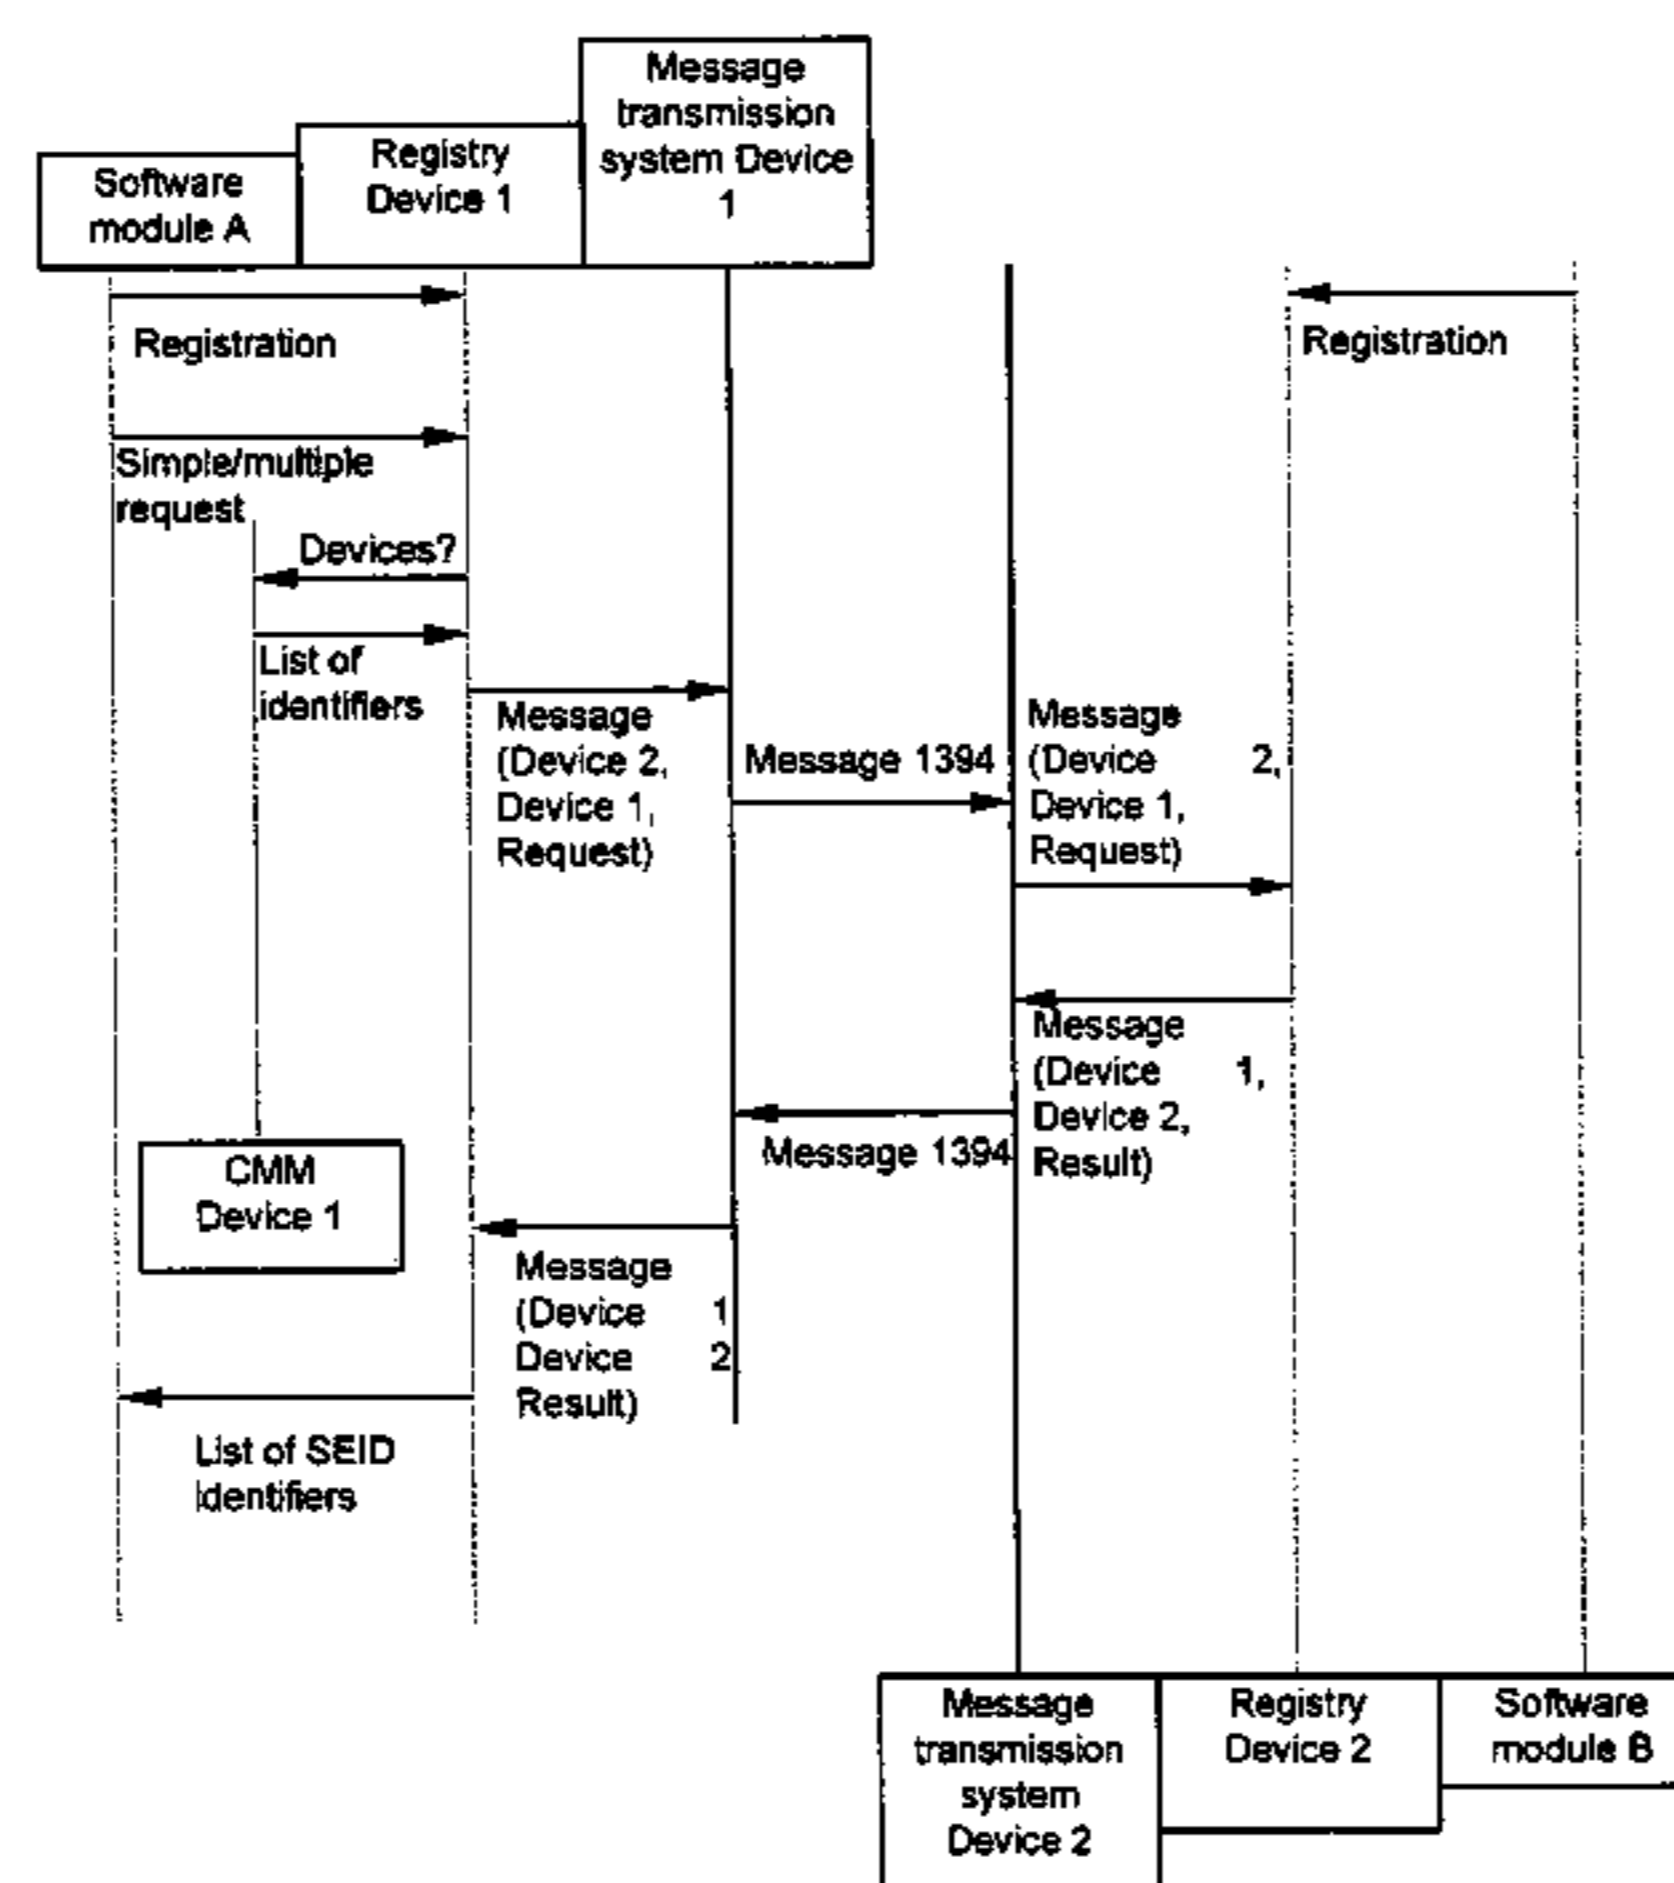 Message
transmission
system Device
1
Registry
Device 1
Software
module A
Registration
Registration
Simple/multiple
request
Devices?
List of
identifiers
Message
(Device 2,
Device 1,
Request)
Message 1394
Message
(Device 2,
Device 1,
Request)
Message
(Device 1,
Device 2,
Result)
Message 1394
CMM
Device 1
Message
(Device 1
Device 2
Result)
List of SEID
identifiers
Message
transmission
system
Device 2
Registry
Device 2
Software
module B